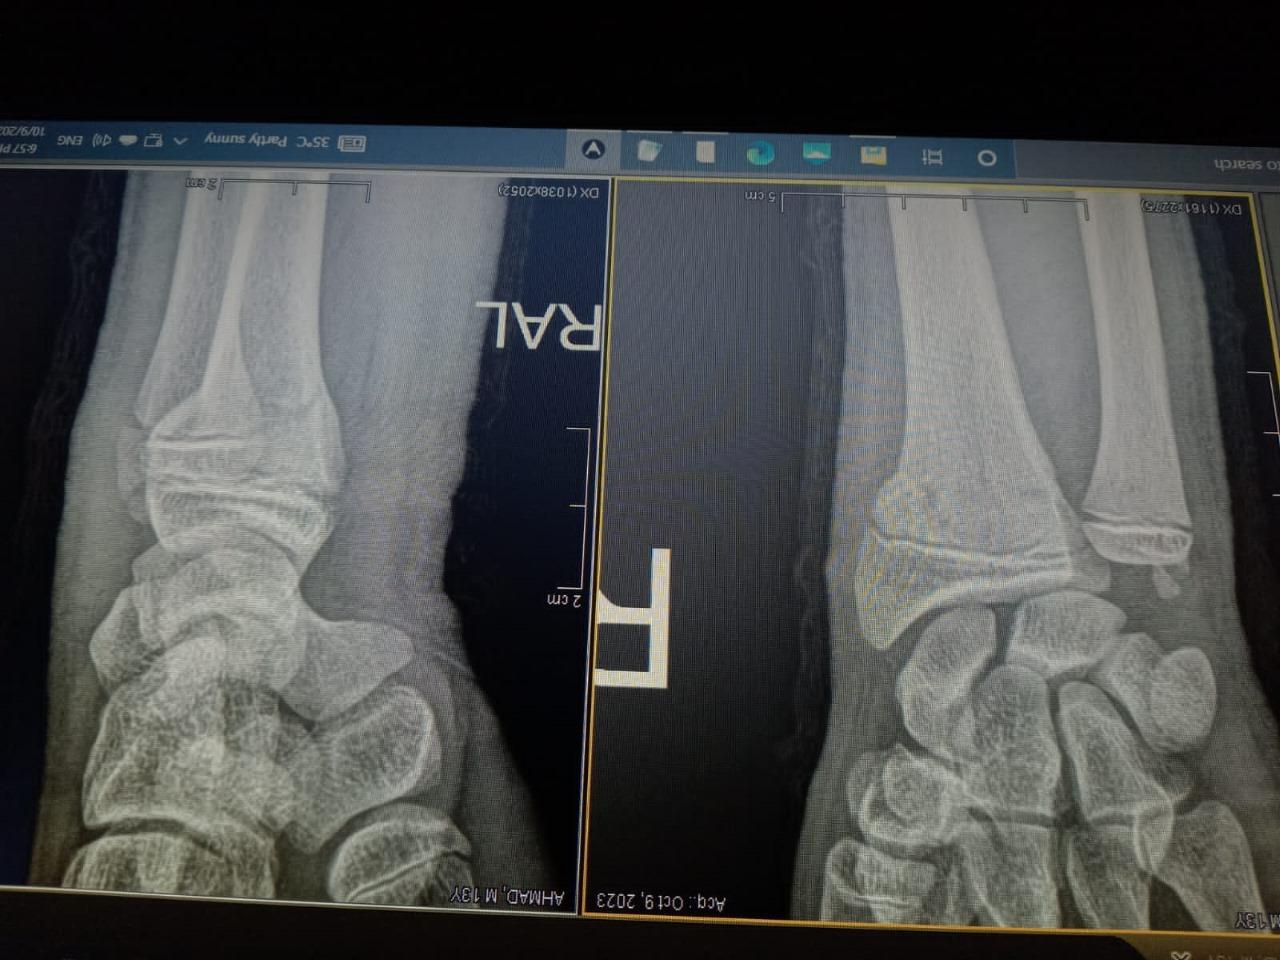 M 13Y
Acq.: Oct 9, 2023
AHMAD, M 13Y
2 cm
RAL
DX (1161x2275)
5 cm
DX (1038x2052)
2 cm
to search
35°C Partly sunny
ENG
6:57 P
10/9/202